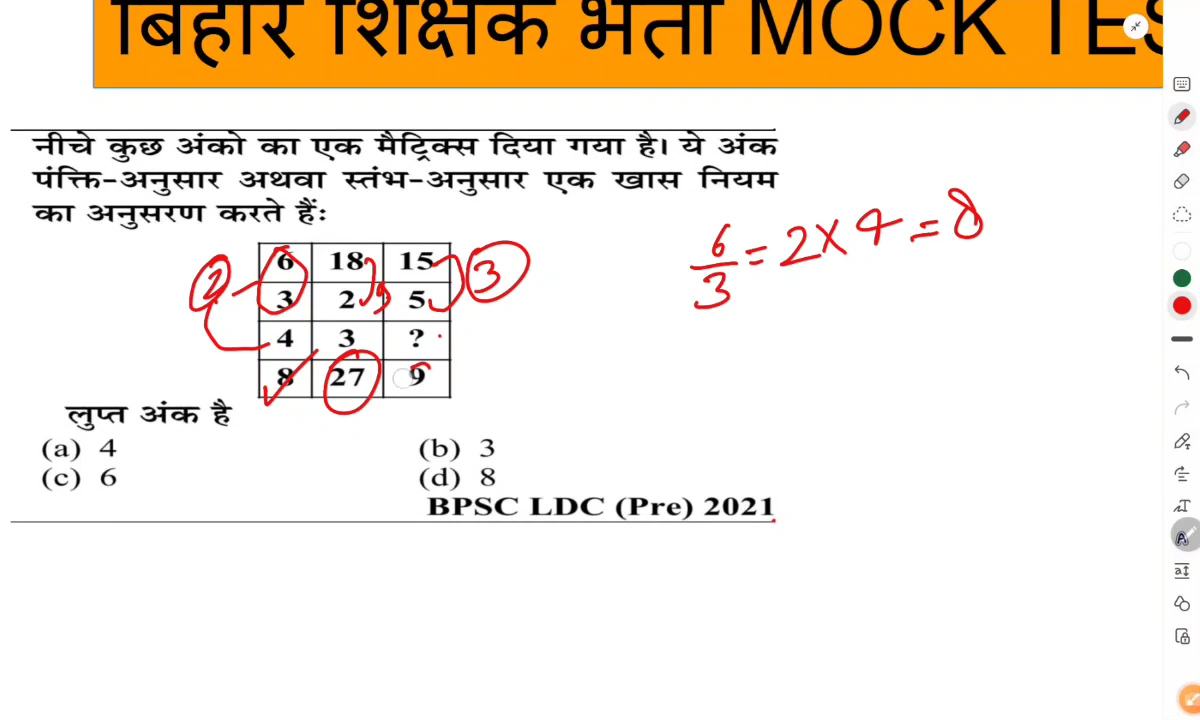 बिहार शिक्षक भर्ती MOCK TES
नीचे कुछ अंको का एक मैट्रिक्स दिया गया है। ये अंक
पंक्ति-अनुसार अथवा स्तंभ-अनुसार एक खास नियम
का अनुसरण करते हैंः
6/3 = 2 × 4 = 8
6 18 15
2 3
3 2 5
9
4 3 ?
8 27 9
लुप्त अंक है
(a) 4 (b) 3
(c) 6 (d) 8
BPSC LDC (Pre) 2021